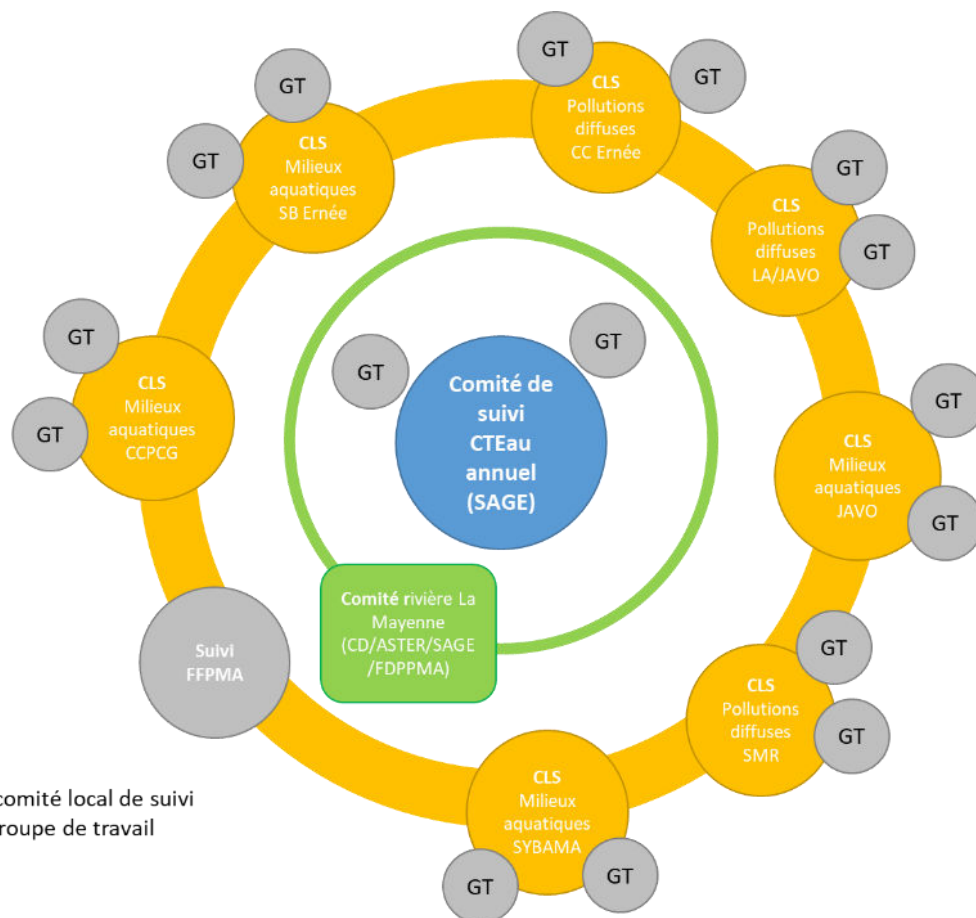 GT
GT
CLS
Pollutions
diffuses
CC Ernée
GT
GT
CLS
Milieux
aquatiques
SB Ernée
GT
GT
CLS
Pollutions
diffuses
LA/JAVO
GT
GT
GT
Comité de
suivi
CTEau
annuel
(SAGE)
GT
GT
CLS
Milieux
aquatiques
CCPCG
GT
CLS
Milieux
aquatiques
JAVO
GT
Comité rivière La
Mayenne
(CD/ASTER/SAGE
/FDPPMA)
Suivi
FFPMA
GT
CLS
Pollutions
diffuses
SMR
GT
CLS
Milieux
aquatiques
SYBAMA
GT
GT
comité local de suivi
roupe de travail